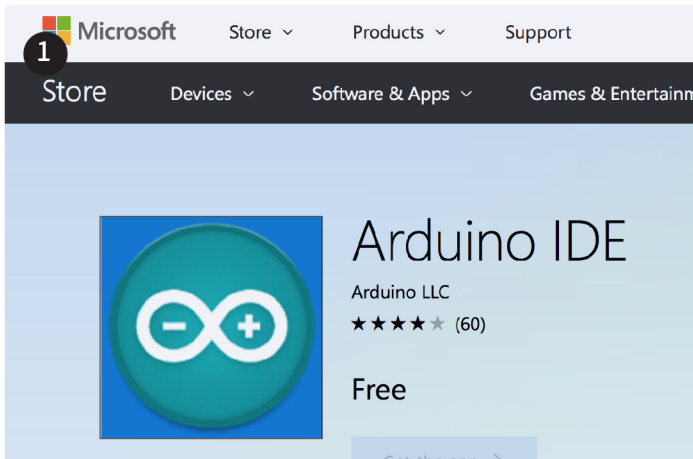 Microsoft Store Products Support
1
Store Devices Software & Apps Games & Entertainm
Arduino IDE
Arduino LLC
(60)
Free